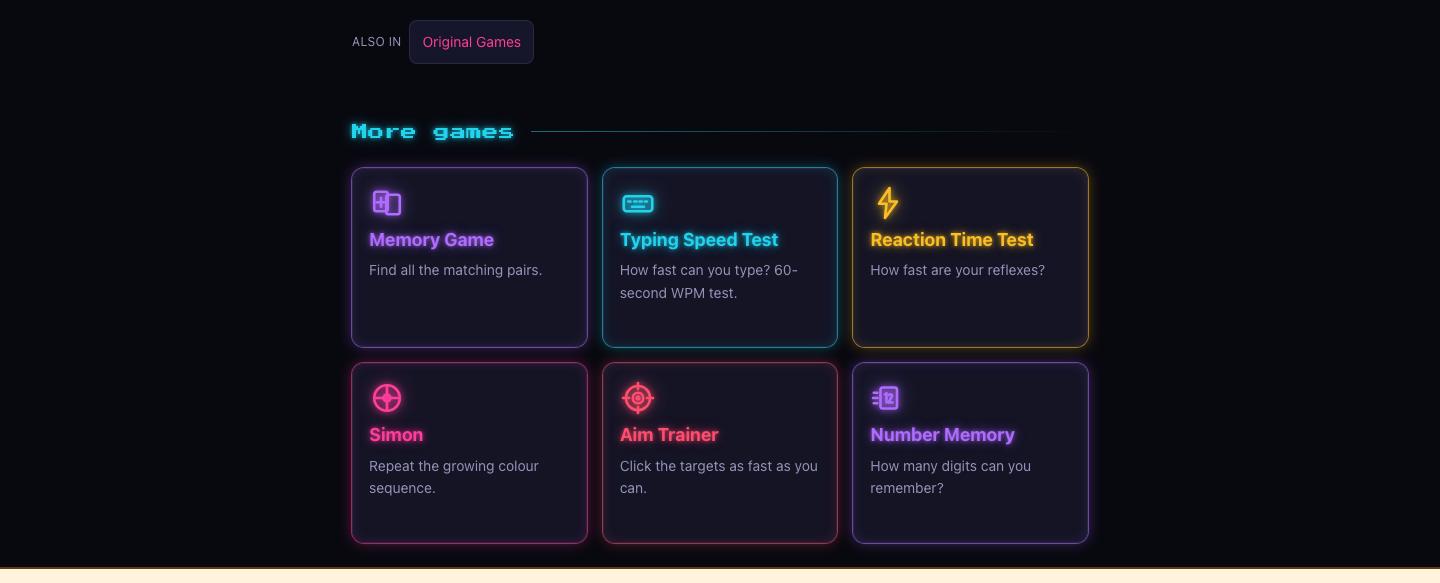 ALSO IN Original Games
More games
Memory Game
Find all the matching pairs.
Typing Speed Test
How fast can you type? 60-
second WPM test.
Reaction Time Test
How fast are your reflexes?
Simon
Repeat the growing colour
sequence.
Aim Trainer
Click the targets as fast as you
can.
12
Number Memory
How many digits can you
remember?